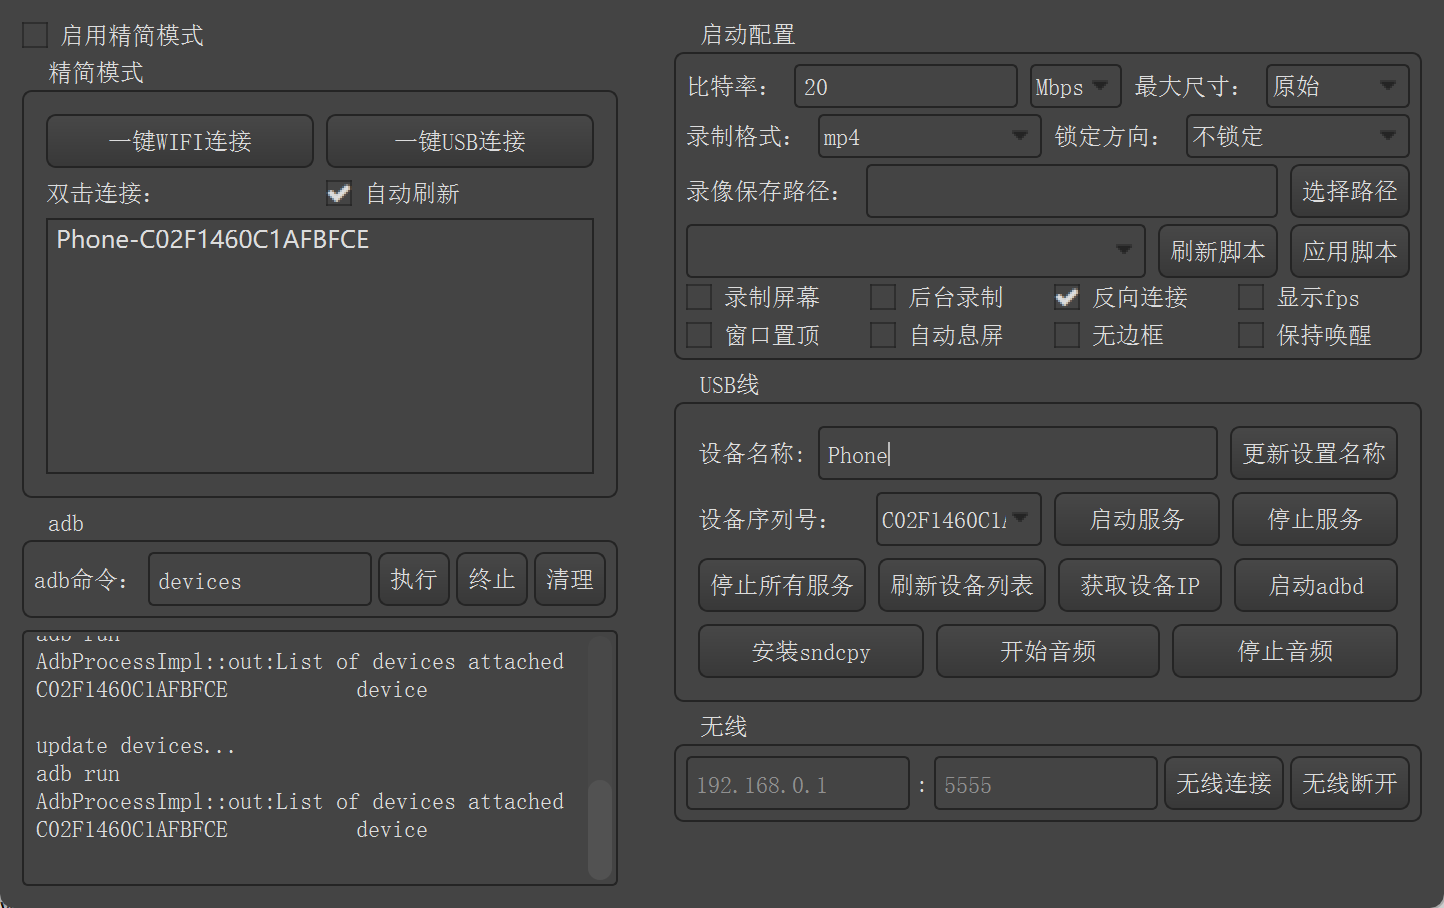 启用精简模式
精简模式
一键WIFI连接 一键USB连接
双击连接: 自动刷新
Phone-C02F1460C1AFBFCE
adb
adb命令: devices 执行 终止 清理
adb run
AdbProcessImpl::out:List of devices attached
C02F1460C1AFBFCE device
update devices...
adb run
AdbProcessImpl::out:List of devices attached
C02F1460C1AFBFCE device
启动配置
比特率: 20 Mbps 最大尺寸: 原始
录制格式: mp4 锁定方向: 不锁定
录像保存路径: 选择路径
刷新脚本 应用脚本
录制屏幕 后台录制 反向连接 显示fps
窗口置顶 自动息屏 无边框 保持唤醒
USB线
设备名称: Phone 更新设置名称
设备序列号: C02F1460C1 启动服务 停止服务
停止所有服务 刷新设备列表 获取设备IP 启动adbd
安装sndcpy 开始音频 停止音频
无线
192.168.0.1 : 5555 无线连接 无线断开